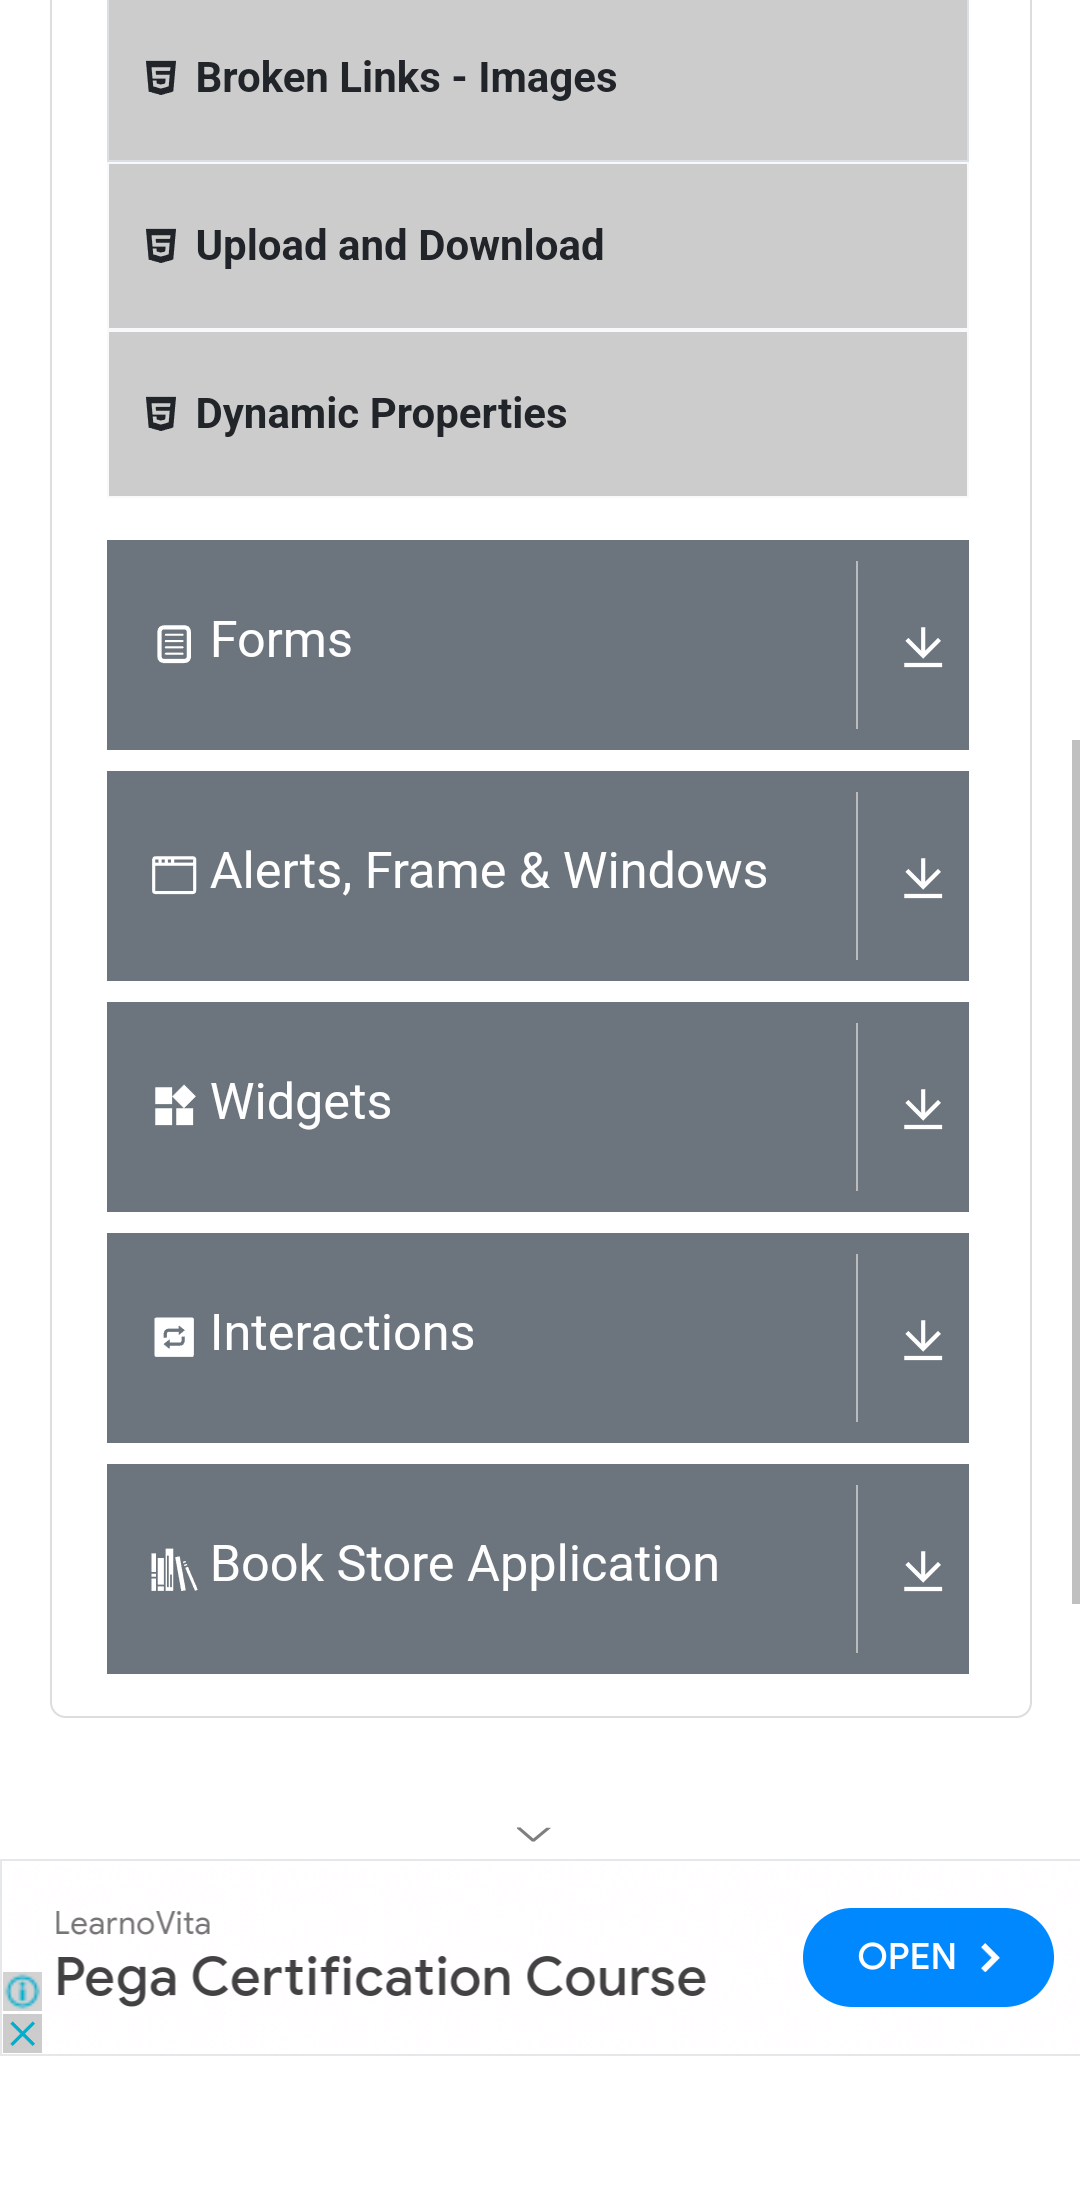 Broken Links - Images
Upload and Download
Dynamic Properties
Forms
Alerts, Frame & Windows
Widgets
Interactions
Book Store Application
LearnoVita
Pega Certification Course
OPEN